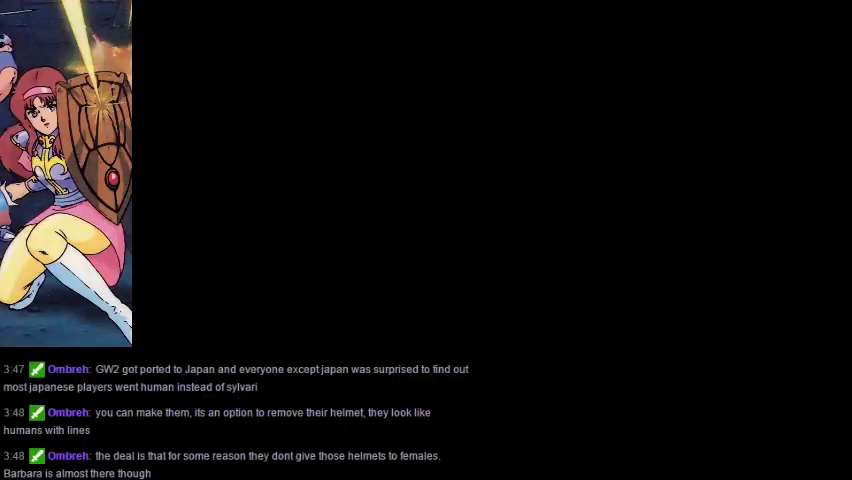 3:47 Ombreh: GW2 got ported to Japan and everyone except japan was surprised to find out
most japanese players went human instead of sylvari
3:48 Ombreh: you can make them, its an option to remove their helmet, they look like
humans with lines
3:48 Ombreh: the deal is that for some reason they dont give those helmets to females.
Barbara is almost there though